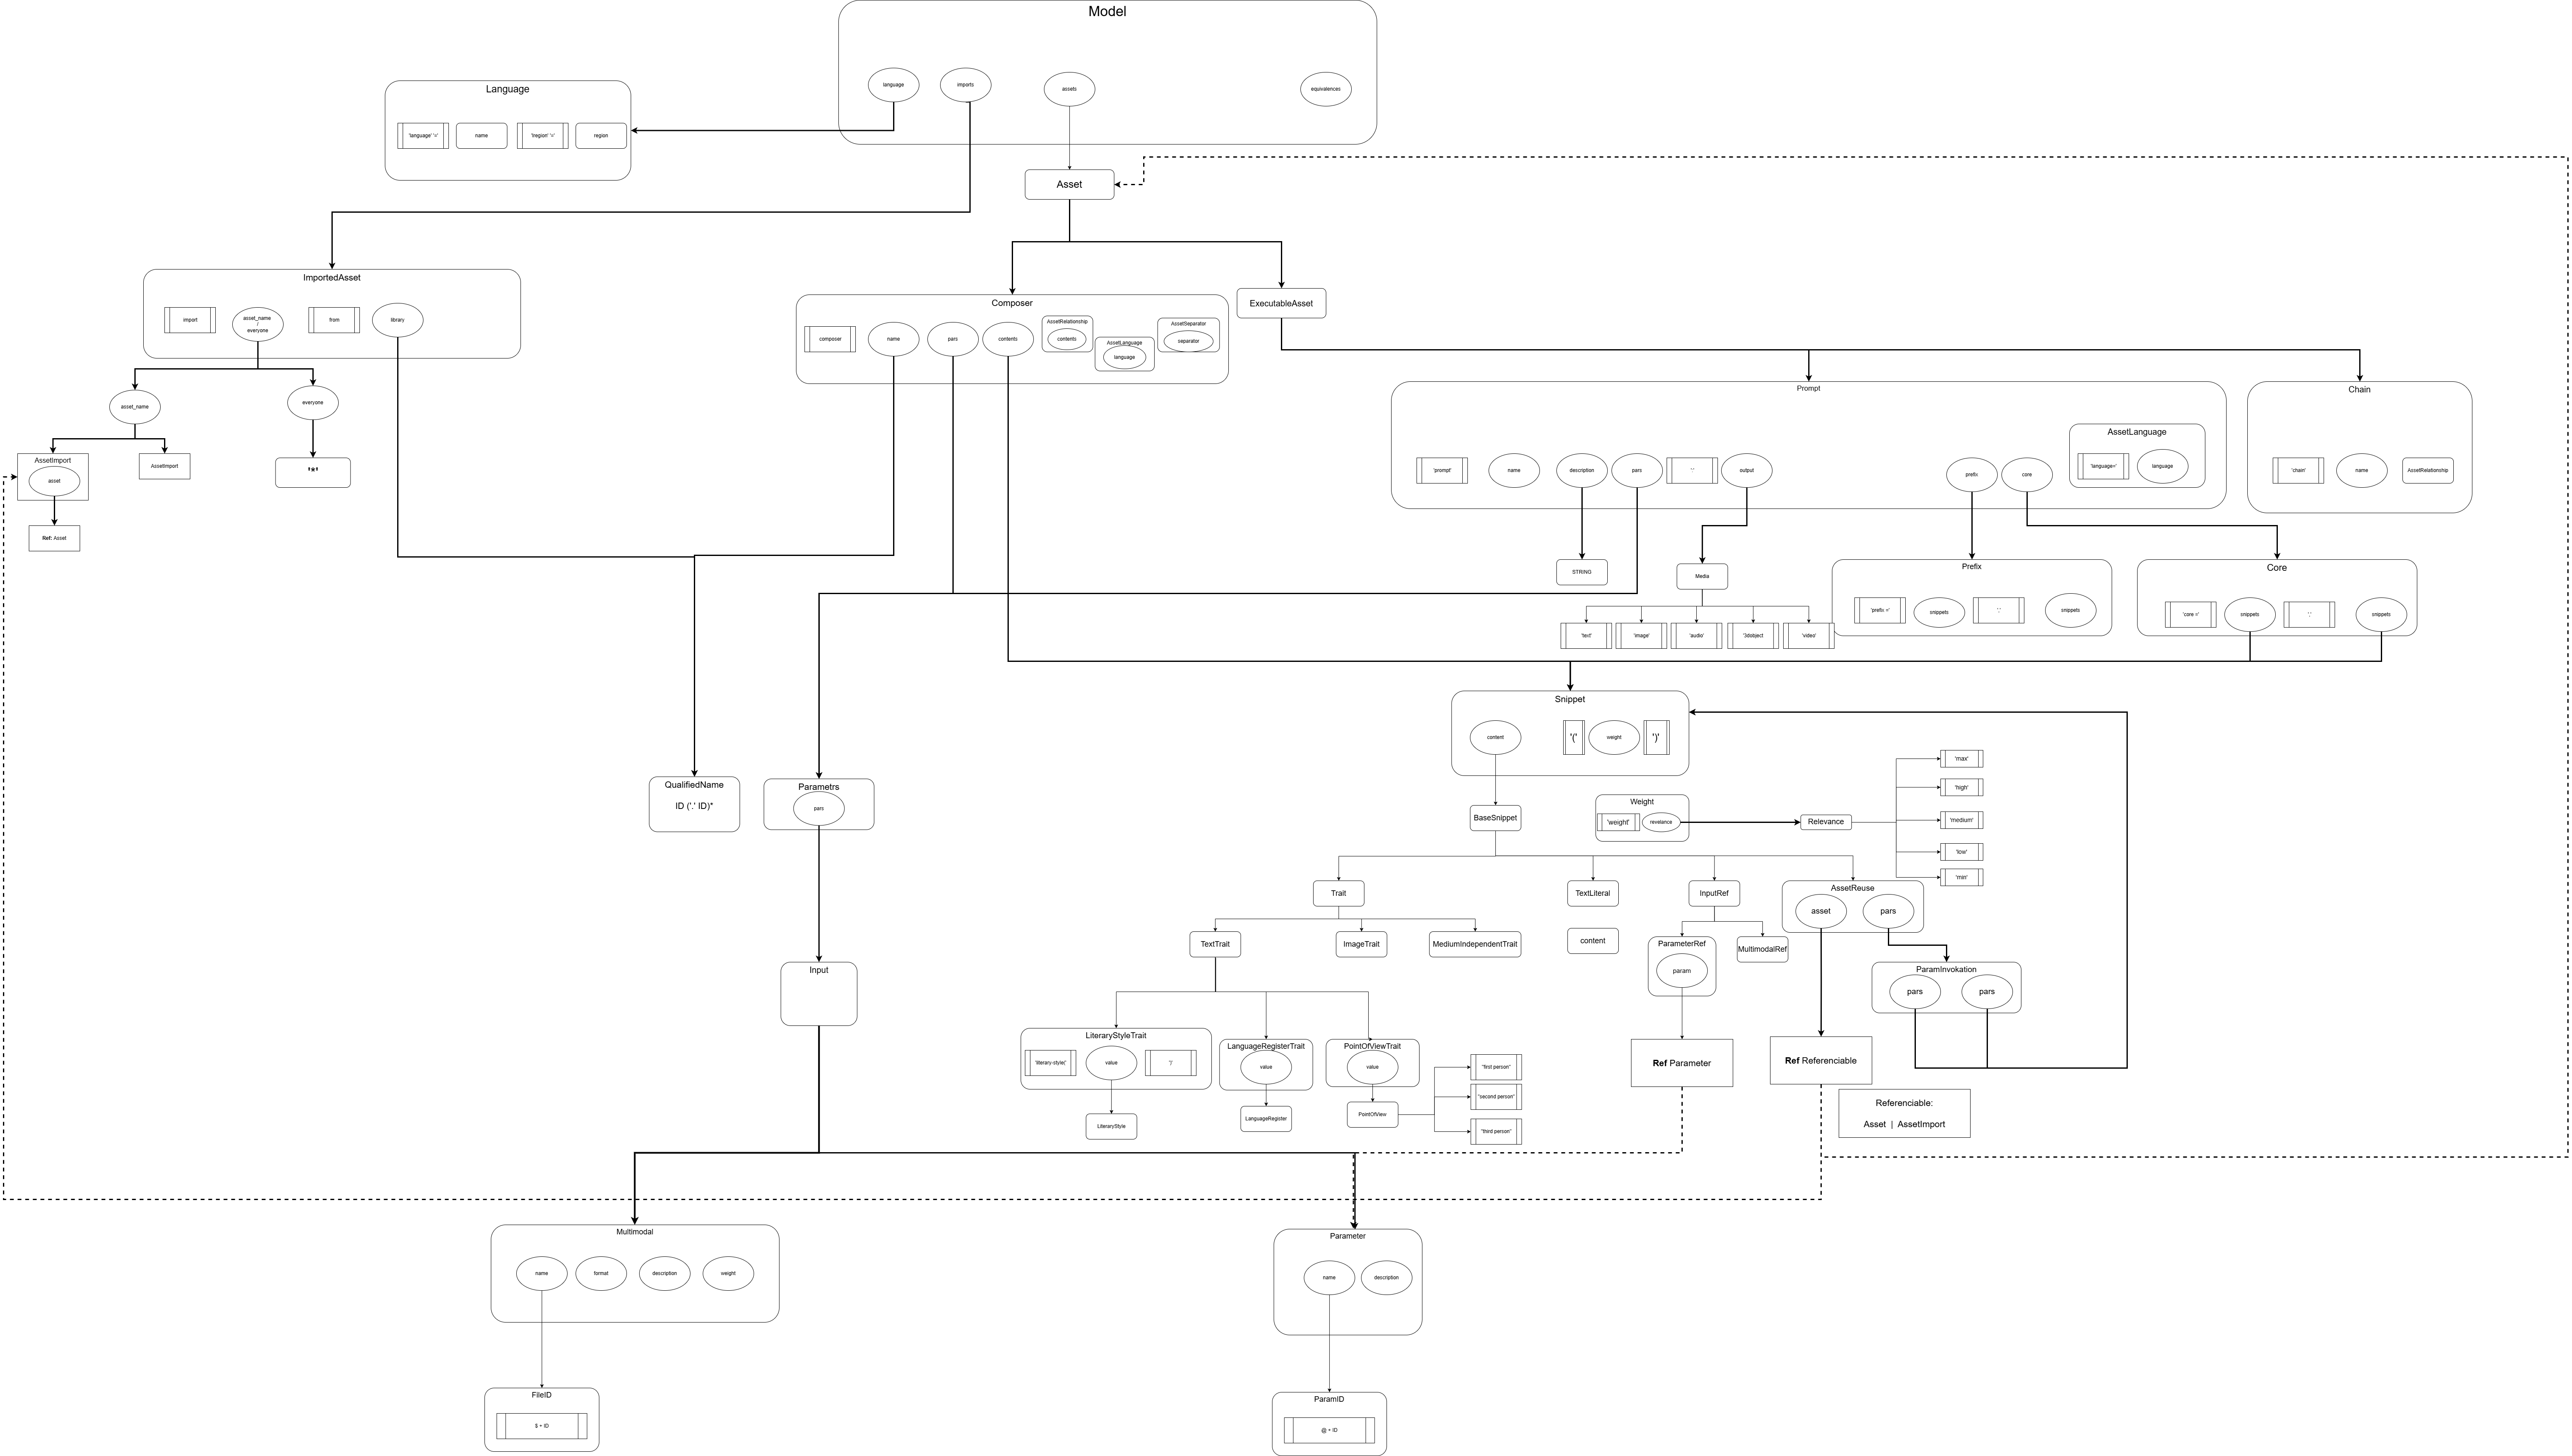 Model
language
imports
assets
equivalences
Language
'language' '='
name
'region' '='
region
Asset
ImportedAsset
import
asset_name
/
everyone
from
library
Composer
composer
name
pars
contents
AssetRelationship
contents
AssetLanguage
language
AssetSeparator
separator
ExecutableAsset
asset_name
everyone
AssetImport
asset
AssetImport
'*'
Ref: Asset
Prompt
'prompt'
name
description
pars
':'
output
prefix
core
AssetLanguage
'language='
language
Chain
'chain'
name
AssetRelationship
STRING
Media
'text'
'image'
'audio'
'3dobject
'video'
Prefix
'prefix ='
snippets
snippets
Core
'core ='
snippets
snippets
Snippet
content
'('
weight
')'
QualifiedName
ID ('.' ID)*
Parametrs
pars
BaseSnippet
Weight
'weight'
revelance
Relevance
'max'
'high'
'medium'
'low'
'min'
Trait
TextLiteral
content
InputRef
AssetReuse
asset
pars
TextTrait
ImageTrait
MediumIndependentTrait
ParameterRef
param
MultimodalRef
ParamInvokation
pars
pars
Input
LiteraryStyleTrait
'literary-style('
value
')'
LanguageRegisterTrait
value
PointOfViewTrait
value
LiteraryStyle
LanguageRegister
PointOfView
"first person"
"second person"
"third person"
Ref Parameter
Ref Referenciable
Referenciable:
Asset | AssetImport
Multimodal
name
format
description
weight
Parameter
name
description
FileID
$ + ID
ParamID
@ + ID